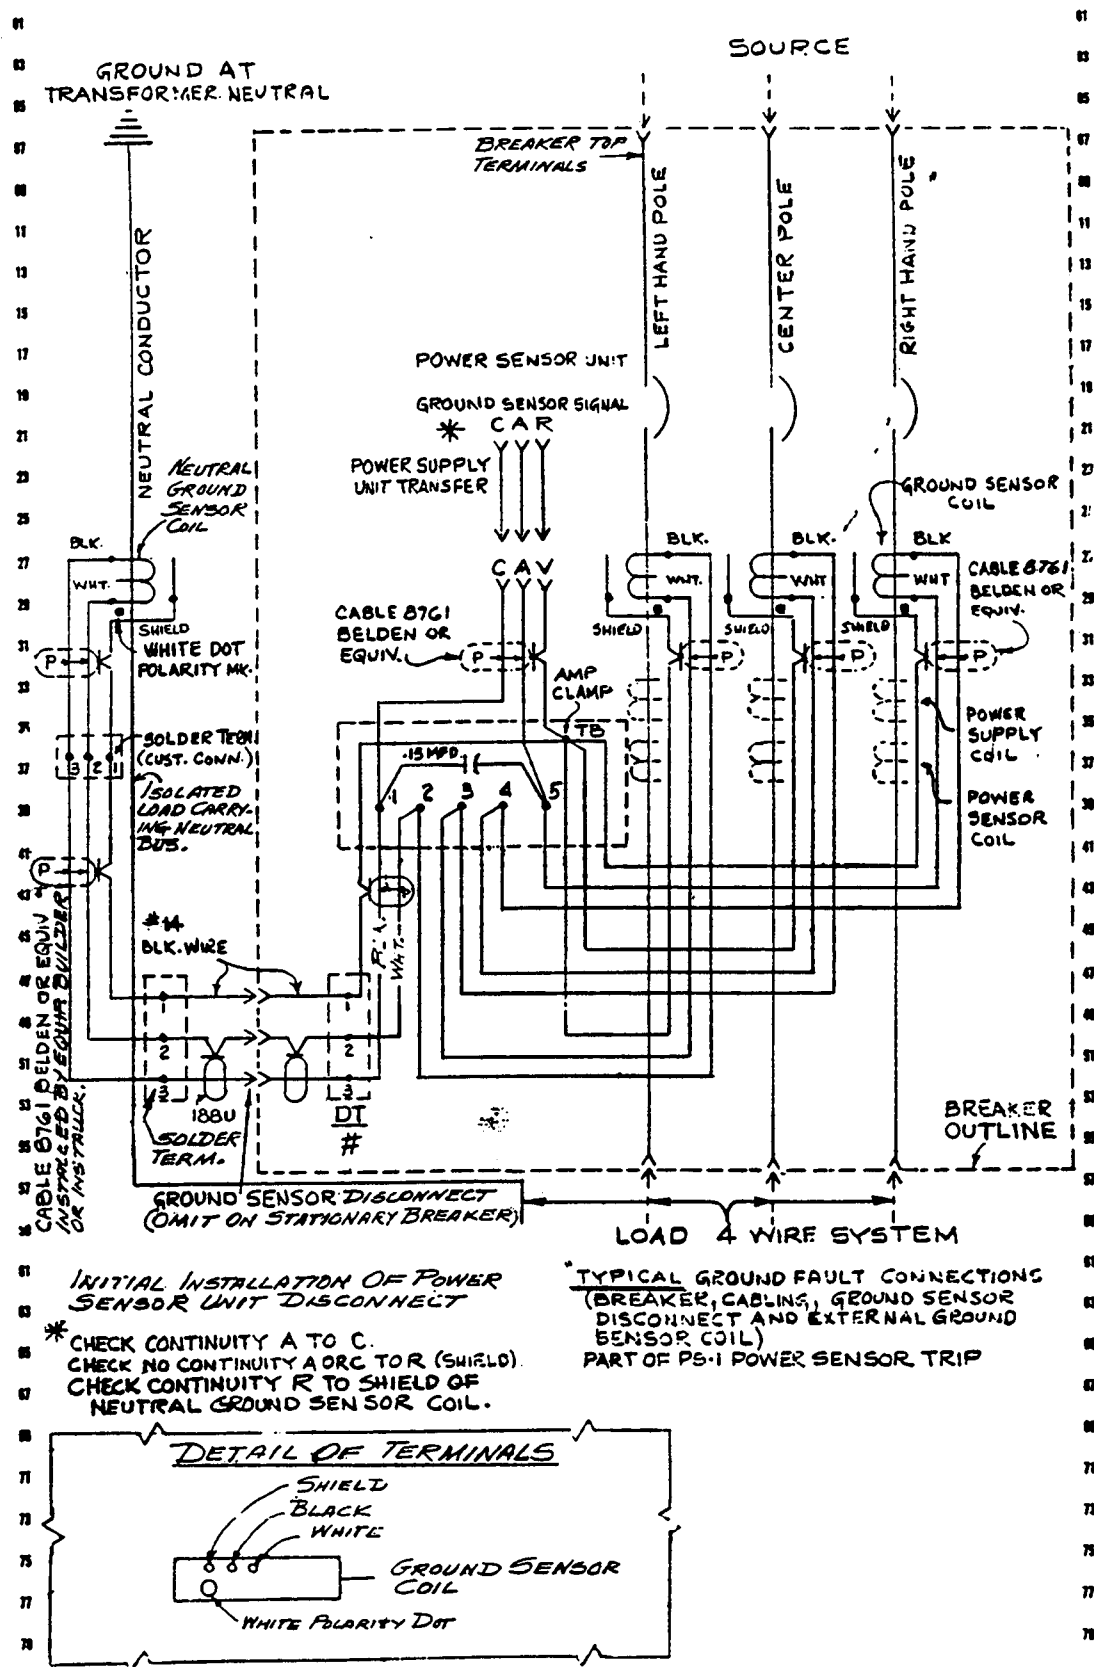 SOURCE
GROUND AT
TRANSFORMER NEUTRAL
BREAKER TOP
TERMINALS
NEUTRAL CONDUCTOR
LEFT HAND POLE
CENTER POLE
RIGHT HAND POLE
POWER SENSOR UNIT
GROUND SENSOR SIGNAL
* C A R
POWER SUPPLY
UNIT TRANSFER
NEUTRAL
GROUND
SENSOR
COIL
GROUND SENSOR
COIL
BLK.
WHT.
SHIELD
WHITE DOT
POLARITY MK.
C A V
CABLE 8761
BELDEN OR
EQUIV.
BLK.
WHT.
SHIELD
BLK.
WHT
SHIELD
BLK
WHT
SHIELD
CABLE 8761
BELDEN OR
EQUIV.
P
P
P
P
P
AMP
CLAMP
TB
.15 MFD.
1 2 3 4 5
POWER
SUPPLY
COIL
POWER
SENSOR
COIL
SOLDER TERM
(CUST. CONN.)
3 2 1
ISOLATED
LOAD CARRY-
ING NEUTRAL
BUS.
P
#14
BLK. WIRE
WHT.
1
2
3
1
2
3
188U
SOLDER
TERM.
DT
#
CABLE 8761 BELDEN OR EQUIV
INSTALLED BY EQUIP BUILDER
OR INSTALLER.
BREAKER
OUTLINE
GROUND SENSOR DISCONNECT
(OMIT ON STATIONARY BREAKER)
LOAD 4 WIRE SYSTEM
INITIAL INSTALLATION OF POWER
SENSOR UNIT DISCONNECT
* CHECK CONTINUITY A TO C.
CHECK NO CONTINUITY A OR C TO R (SHIELD).
CHECK CONTINUITY R TO SHIELD OF
NEUTRAL GROUND SENSOR COIL.
TYPICAL GROUND FAULT CONNECTIONS
(BREAKER, CABLING, GROUND SENSOR
DISCONNECT AND EXTERNAL GROUND
SENSOR COIL)
PART OF PS-1 POWER SENSOR TRIP
DETAIL OF TERMINALS
SHIELD
BLACK
WHITE
GROUND SENSOR
COIL
WHITE POLARITY DOT